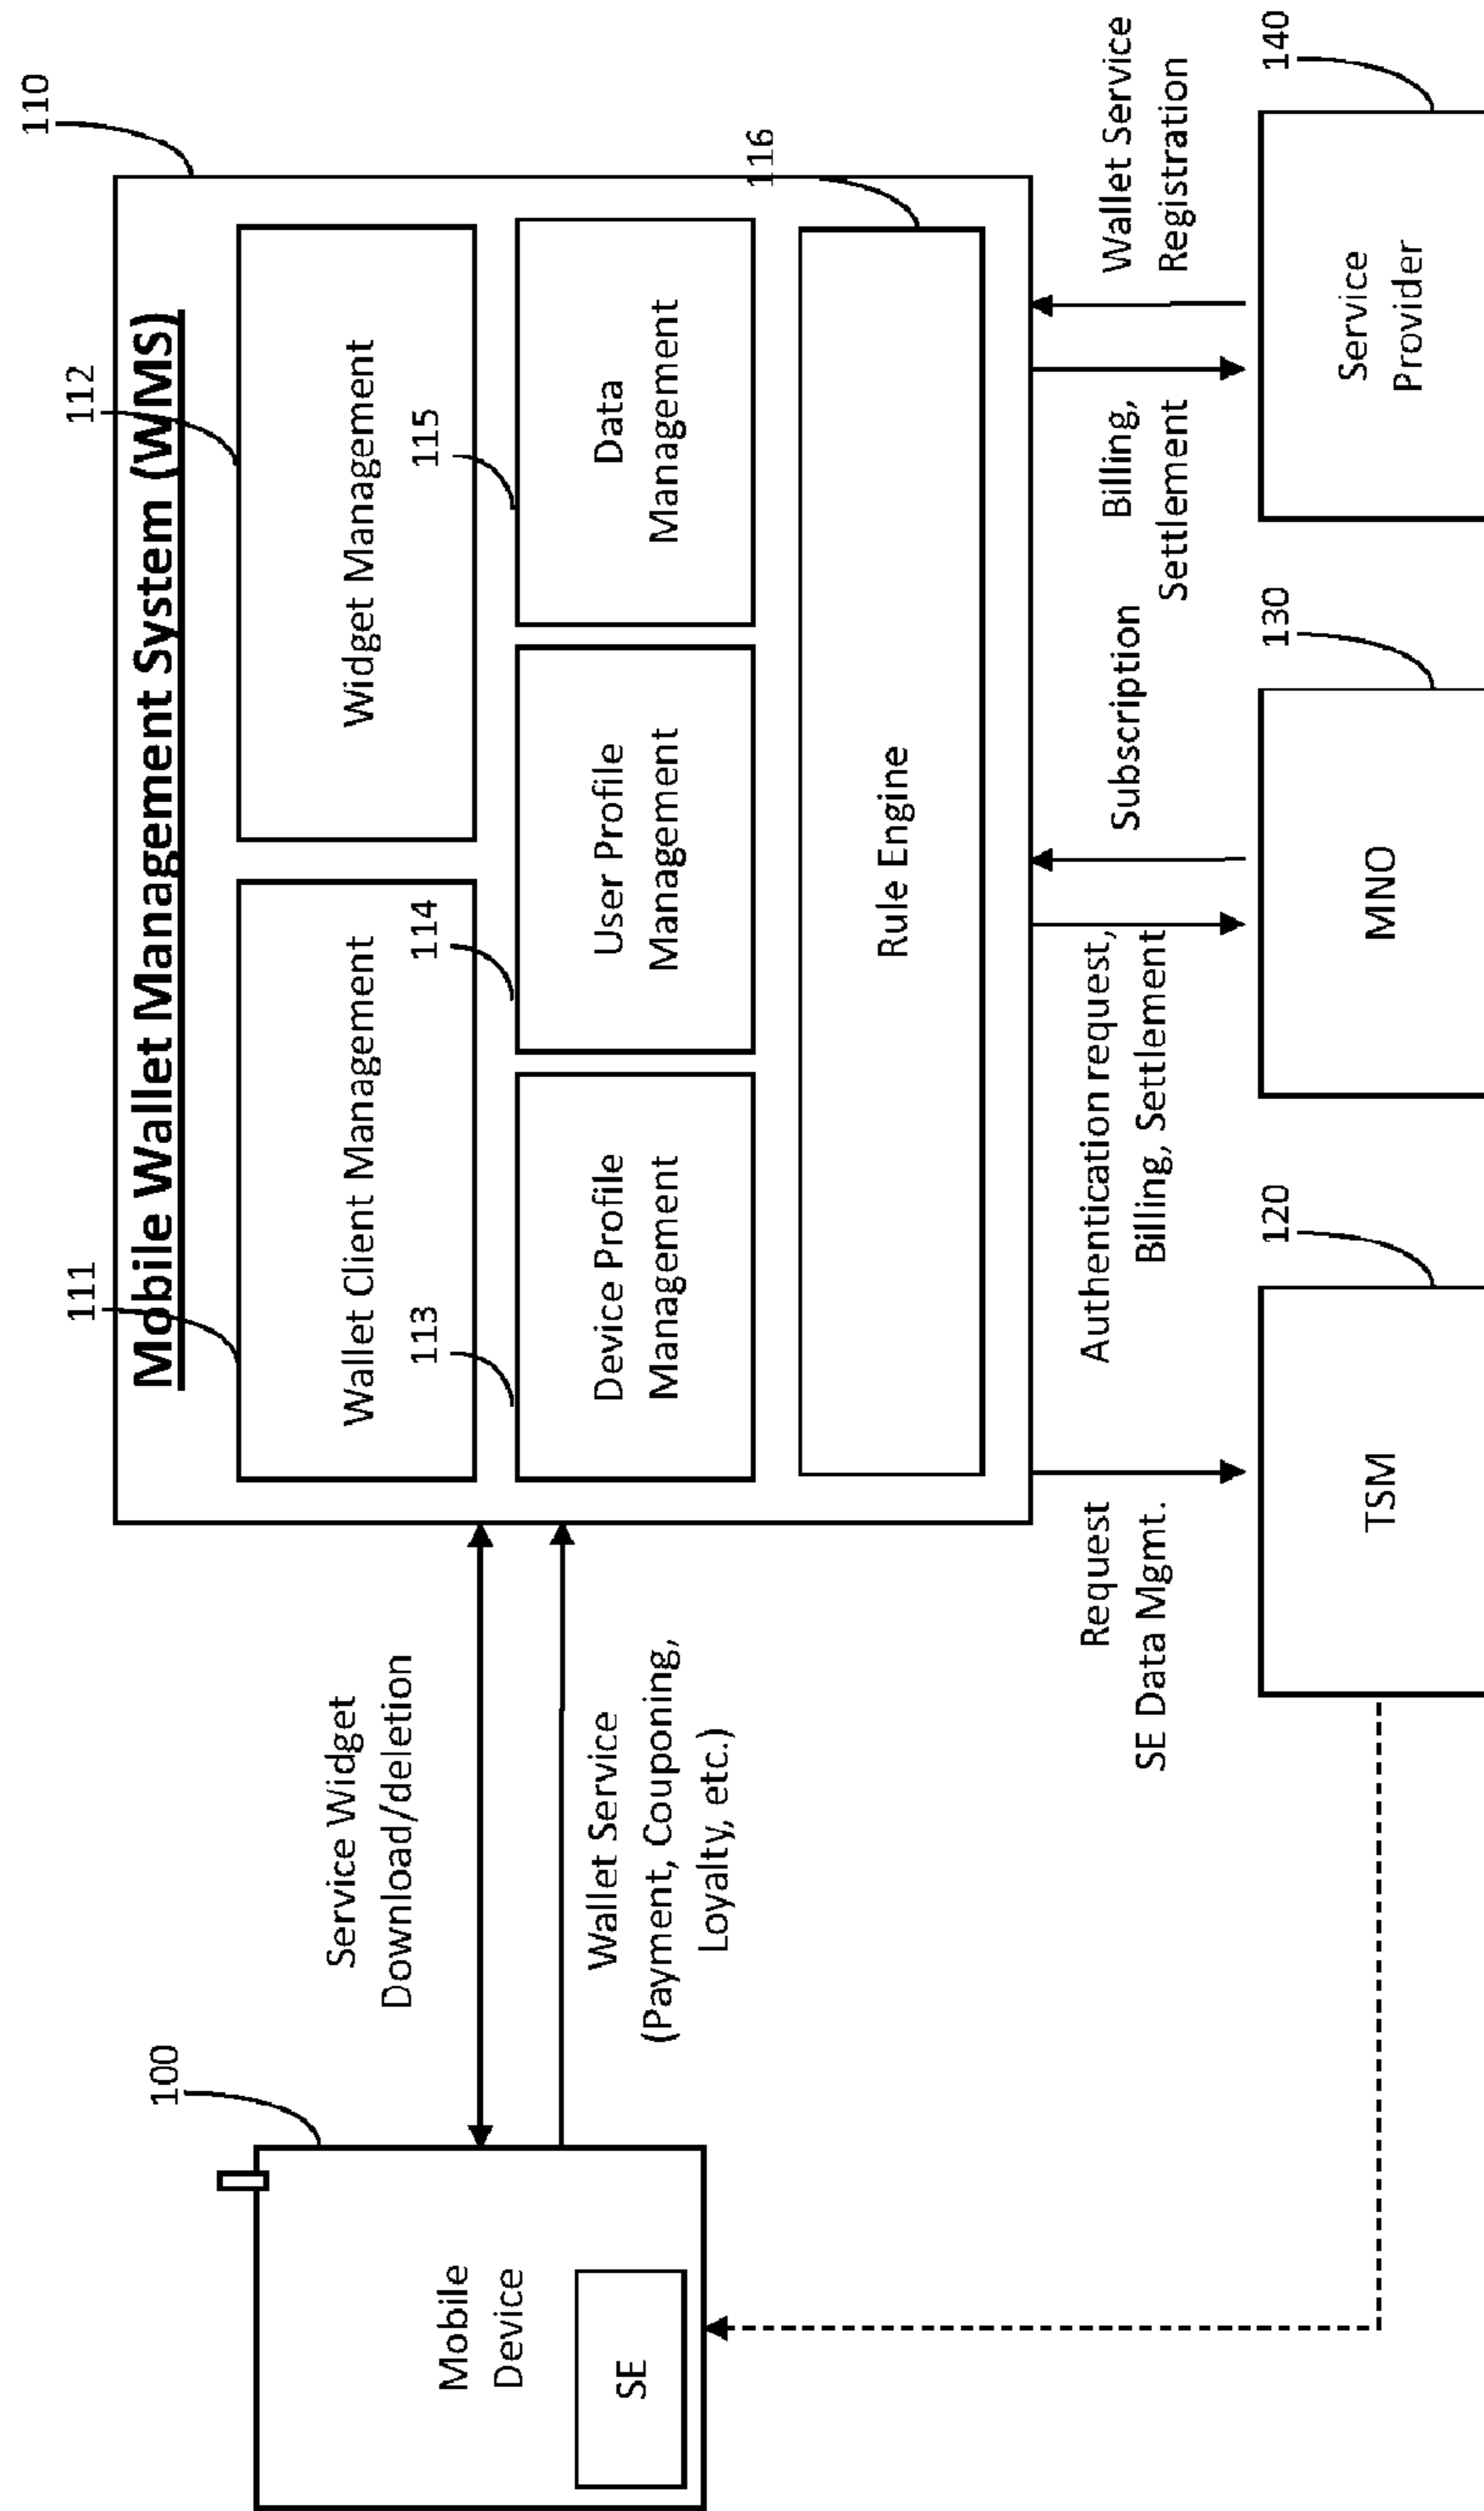 110
Mobile Wallet Management System (WMS)
111
112
Wallet Client Management
Widget Management
113
114
115
Device Profile
Management
User Profile
Management
Data
Management
116
Rule Engine
100
Mobile
Device
SE
Service Widget
Download/deletion
Wallet Service
(Payment, Couponing,
Loyalty, etc.)
Request
SE Data Mgmt.
Authentication request,
Billing, Settlement
Subscription
Billing,
Settlement
Wallet Service
Registration
120
TSM
130
MNO
140
Service
Provider